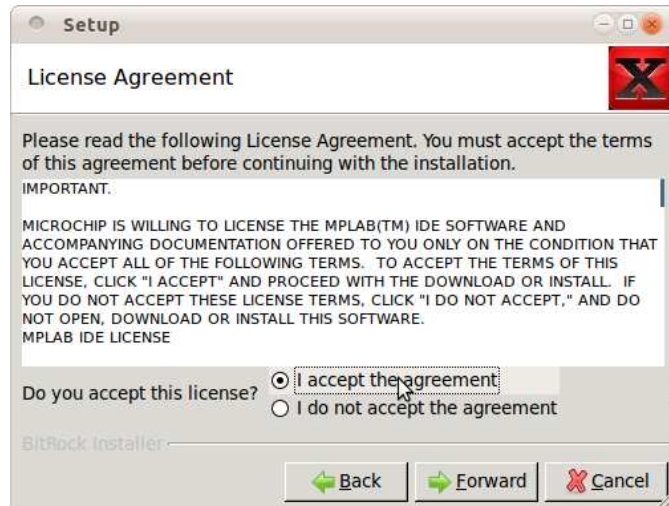 Setup
License Agreement
X
Please read the following License Agreement. You must accept the terms
of this agreement before continuing with the installation.
IMPORTANT.
MICROCHIP IS WILLING TO LICENSE THE MPLAB(TM) IDE SOFTWARE AND
ACCOMPANYING DOCUMENTATION OFFERED TO YOU ONLY ON THE CONDITION THAT
YOU ACCEPT ALL OF THE FOLLOWING TERMS.  TO ACCEPT THE TERMS OF THIS
LICENSE, CLICK "I ACCEPT" AND PROCEED WITH THE DOWNLOAD OR INSTALL.  IF
YOU DO NOT ACCEPT THESE LICENSE TERMS, CLICK "I DO NOT ACCEPT," AND DO
NOT OPEN, DOWNLOAD OR INSTALL THIS SOFTWARE.
MPLAB IDE LICENSE
Do you accept this license?
I accept the agreement
I do not accept the agreement
BitRock Installer
Back Forward Cancel